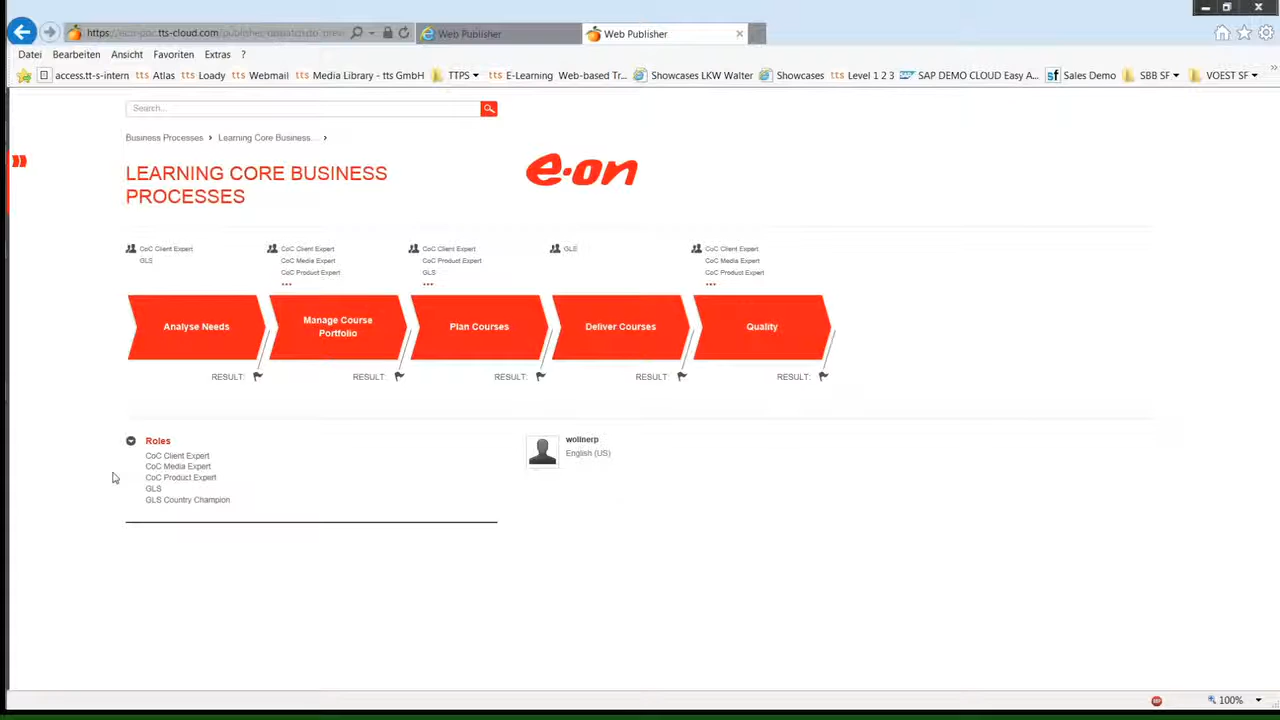 https:// tts-cloud.com/publisher
Web Publisher
Web Publisher
Datei Bearbeiten Ansicht Favoriten Extras ?
access.tt-s-intern tts Atlas tts Loady tts Webmail tts Media Library - tts GmbH TTPS tts E-Learning Web-based Tr... Showcases LKW Walter Showcases tts Level 1 2 3 SAP DEMO CLOUD Easy A... sf Sales Demo SBB SF VOEST SF »
Search...
Business Processes › Learning Core Business... ›
LEARNING CORE BUSINESS
PROCESSES
e·on
CoC Client Expert
GLS
CoC Client Expert
CoC Media Expert
CoC Product Expert
•••
CoC Client Expert
CoC Product Expert
GLS
•••
GLS
CoC Client Expert
CoC Media Expert
CoC Product Expert
•••
Analyse Needs
Manage Course
Portfolio
Plan Courses
Deliver Courses
Quality
RESULT:
RESULT:
RESULT:
RESULT:
RESULT:
Roles
CoC Client Expert
CoC Media Expert
CoC Product Expert
GLS
GLS Country Champion
wollnerp
English (US)
100%